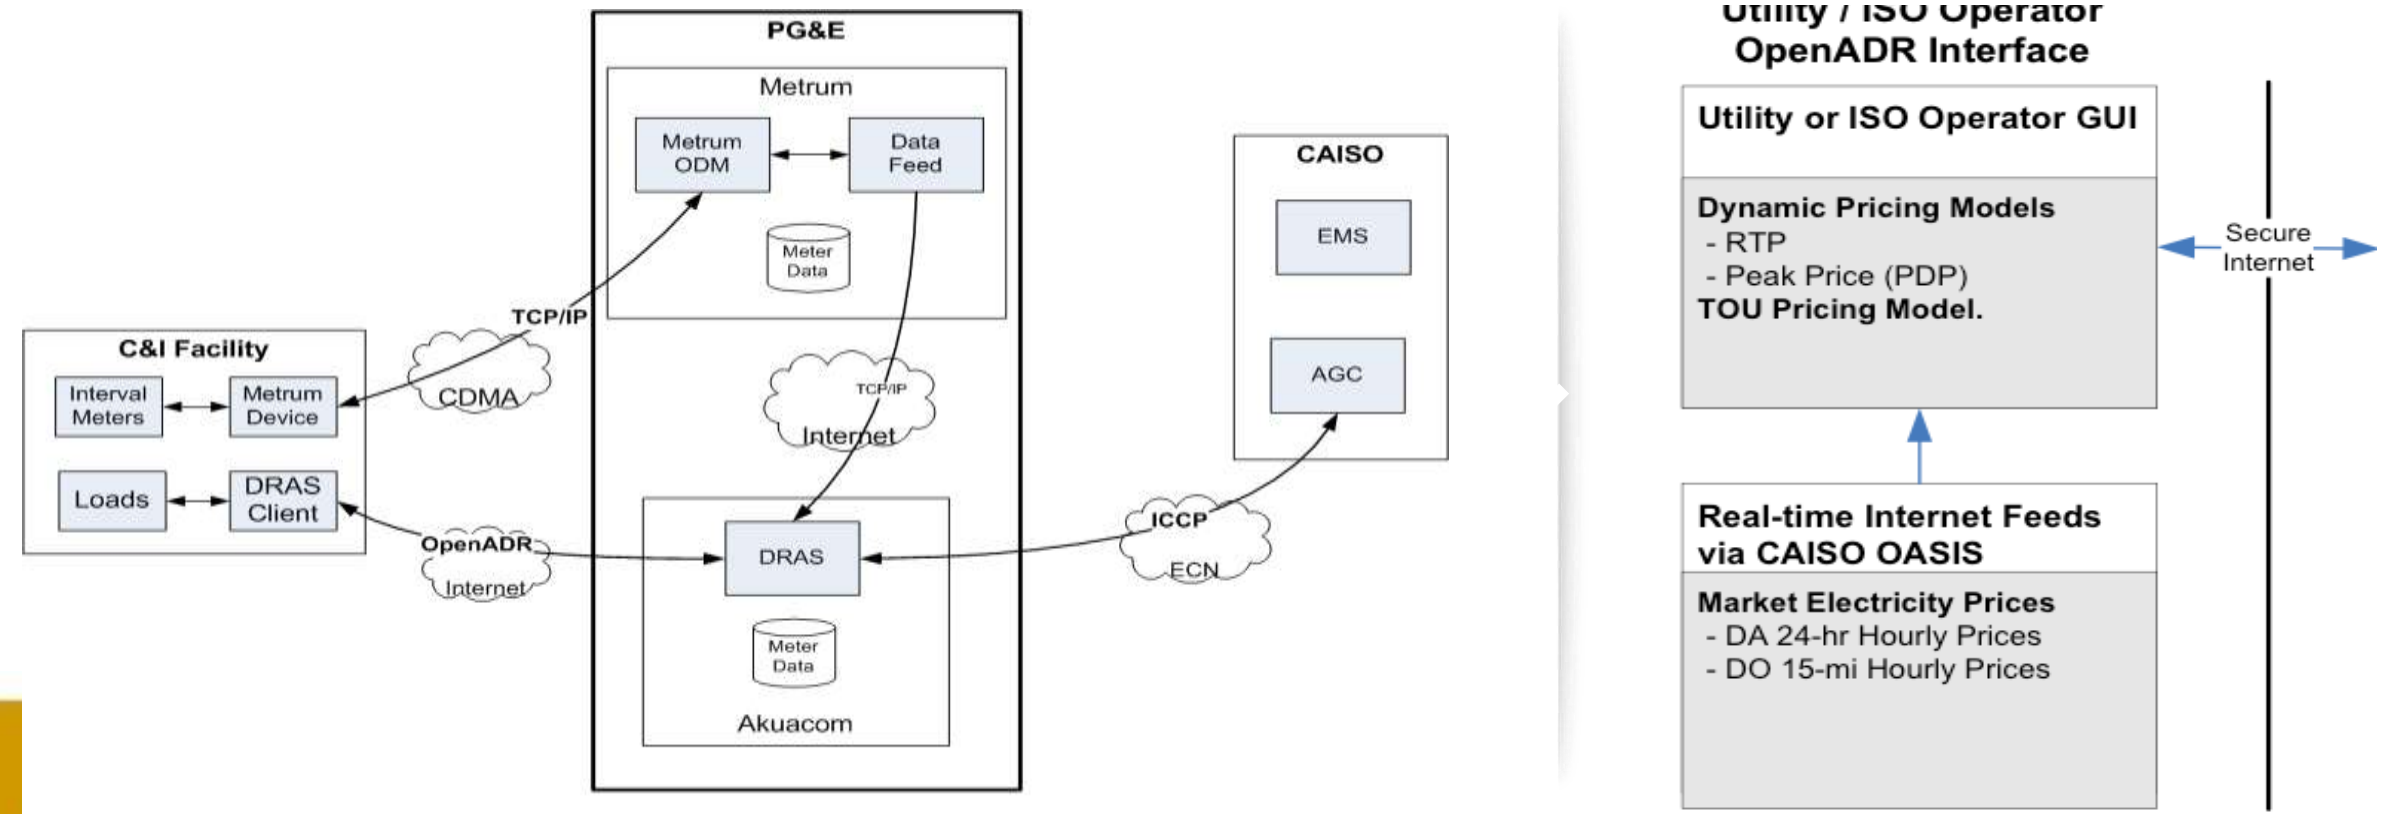 PG&E
Metrum
Metrum
ODM
Data
Feed
Meter
Data
TCP/IP
CDMA
C&I Facility
Interval
Meters
Metrum
Device
Loads
DRAS
Client
TCP/IP
Internet
OpenADR
Internet
DRAS
Meter
Data
Akuacom
CAISO
EMS
AGC
ICCP
ECN
Utility / ISO Operator
OpenADR Interface
Utility or ISO Operator GUI
Dynamic Pricing Models
- RTP
- Peak Price (PDP)
TOU Pricing Model.
Secure
Internet
Real-time Internet Feeds
via CAISO OASIS
Market Electricity Prices
- DA 24-hr Hourly Prices
- DO 15-mi Hourly Prices